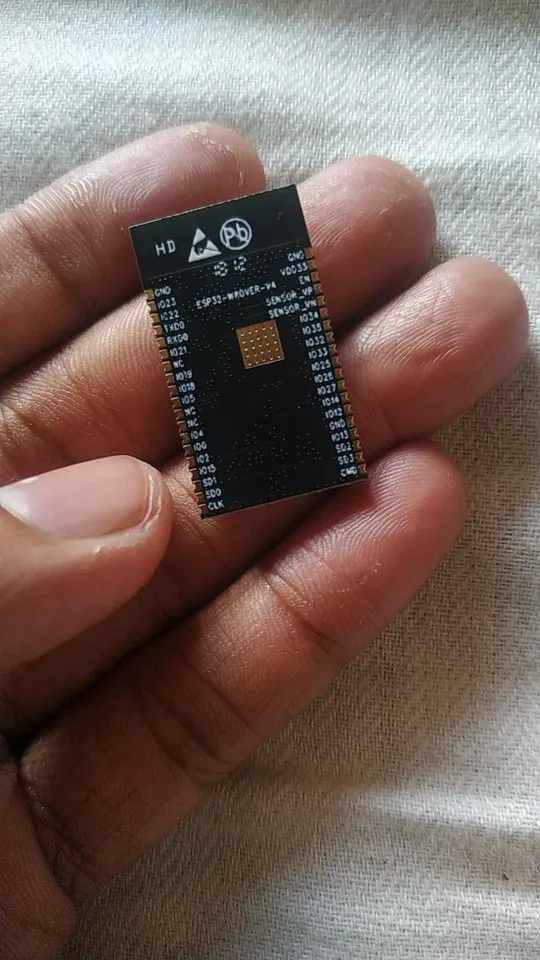 HD
Pb
8 12
ESP32-WROVER-V4
GND
IO23
IO22
TXD0
RXD0
IO21
NC
IO19
IO18
IO5
NC
NC
IO4
IO0
IO2
IO15
SD1
SD0
CLK
GND
VDD33
EN
SENSOR_VP
SENSOR_VN
IO34
IO35
IO32
IO33
IO25
IO26
IO27
IO14
IO12
GND
IO13
SD2
SD3
CMD